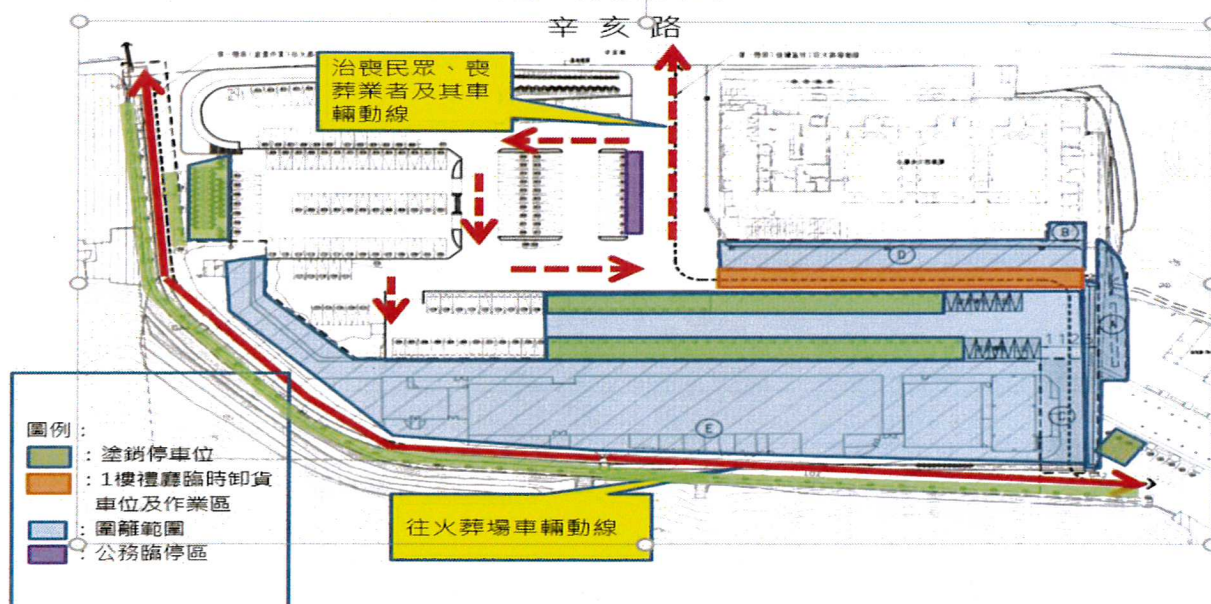 辛亥路
治喪民眾、喪
葬業者及其車
輛動線
B
D
A
112
C
E
圖例：
：塗銷停車位
：1樓禮廳臨時卸貨
車位及作業區
：圍籬範圍
：公務臨停區
往火葬場車輛動線